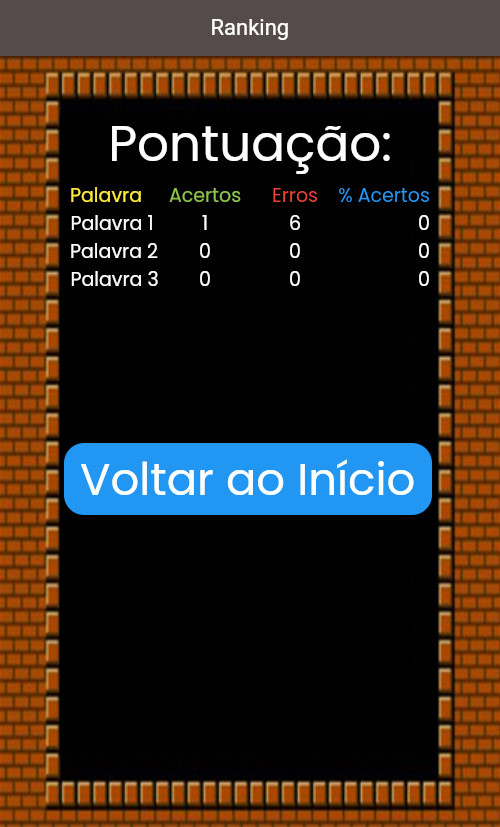 Ranking
Pontuação:
Palavra Acertos Erros % Acertos
Palavra 1 1 6 0
Palavra 2 0 0 0
Palavra 3 0 0 0
Voltar ao Início